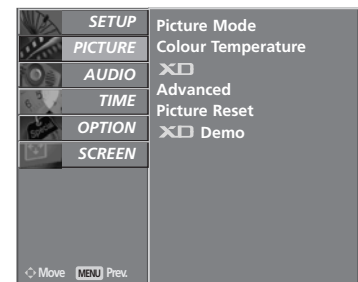 SETUP
PICTURE
AUDIO
TIME
OPTION
SCREEN
Move MENU Prev.
Picture Mode
Colour Temperature
XD
Advanced
Picture Reset
XD Demo